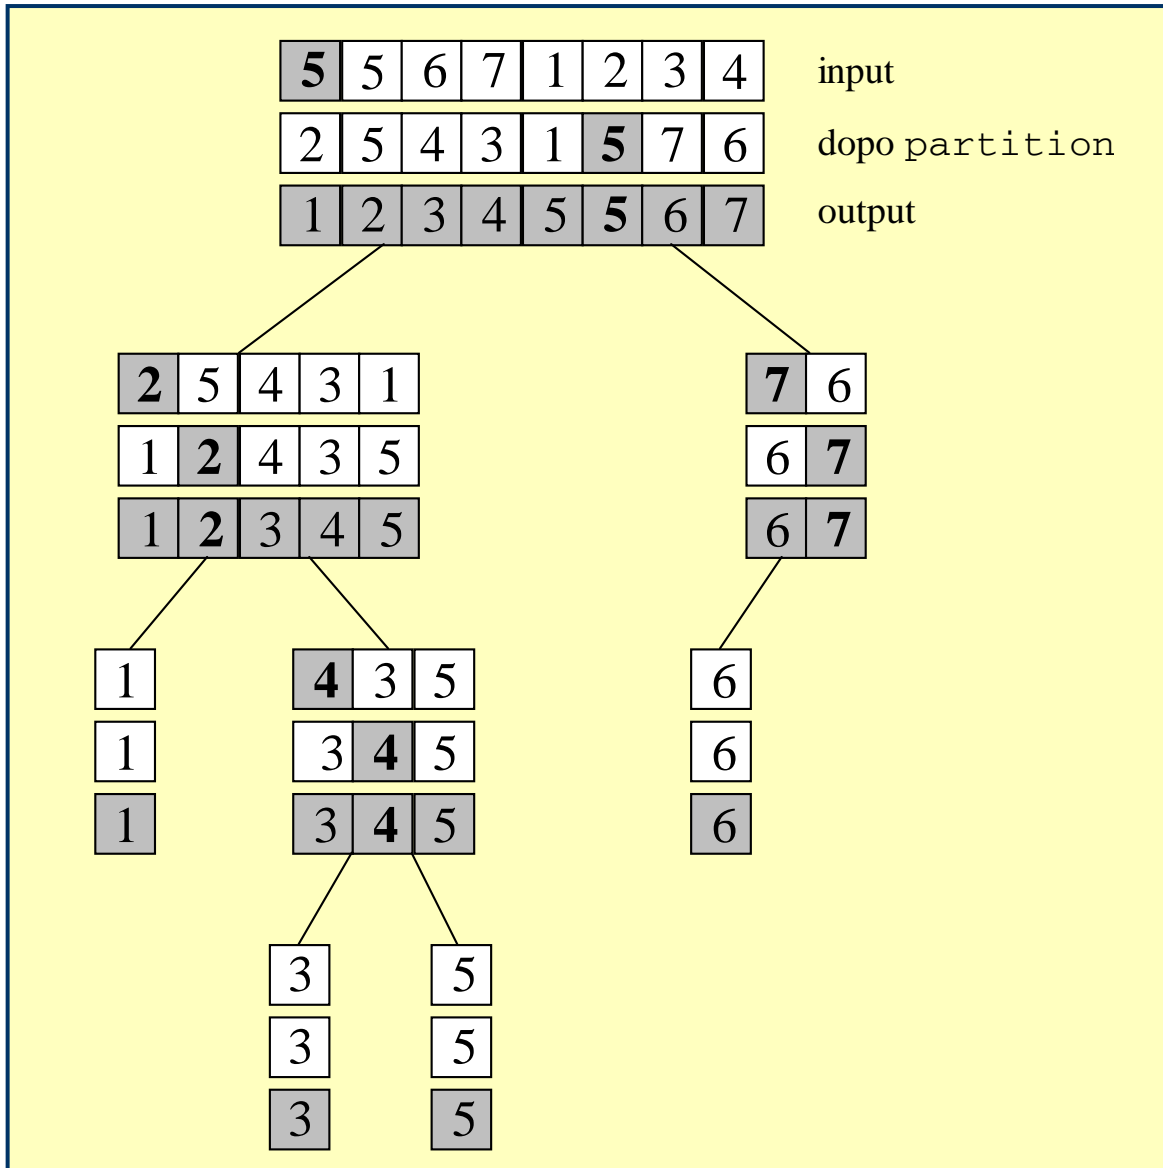 5 5 6 7 1 2 3 4 input
2 5 4 3 1 5 7 6 dopo partition
1 2 3 4 5 5 6 7 output
2 5 4 3 1 7 6
1 2 4 3 5 6 7
1 2 3 4 5 6 7
1 4 3 5 6
1 3 4 5 6
1 3 4 5 6
3 5
3 5
3 5